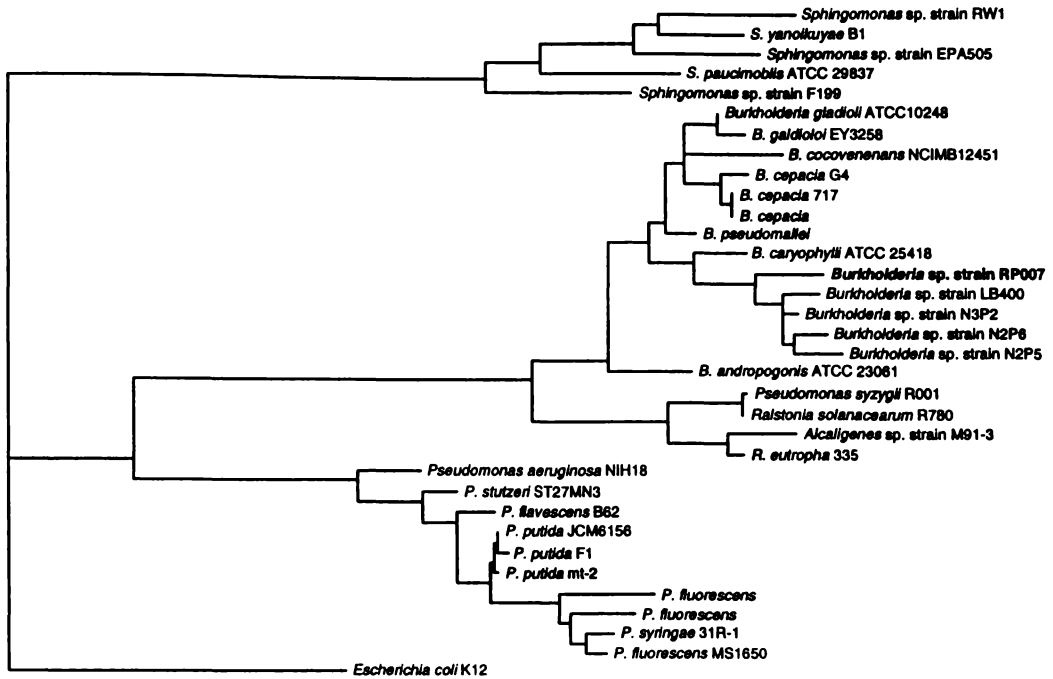 Sphingomonas sp. strain RW1
S. yanoikuyae B1
Sphingomonas sp. strain EPA505
S. paucimobilis ATCC 29837
Sphingomonas sp. strain F199
Burkholderia gladioli ATCC10248
B. galdioloi EY3258
B. cocovenenans NCIMB12451
B. cepacia G4
B. cepacia 717
B. cepacia
B. pseudomallei
B. caryophylli ATCC 25418
Burkholderia sp. strain RP007
Burkholderia sp. strain LB400
Burkholderia sp. strain N3P2
Burkholderia sp. strain N2P6
Burkholderia sp. strain N2P5
B. andropogonis ATCC 23061
Pseudomonas syzygii R001
Ralstonia solanacearum R780
Alcaligenes sp. strain M91-3
R. eutropha 335
Pseudomonas aeruginosa NIH18
P. stutzeri ST27MN3
P. flavescens B62
P. putida JCM6156
P. putida F1
P. putida mt-2
P. fluorescens
P. fluorescens
P. syringae 31R-1
P. fluorescens MS1650
Escherichia coli K12